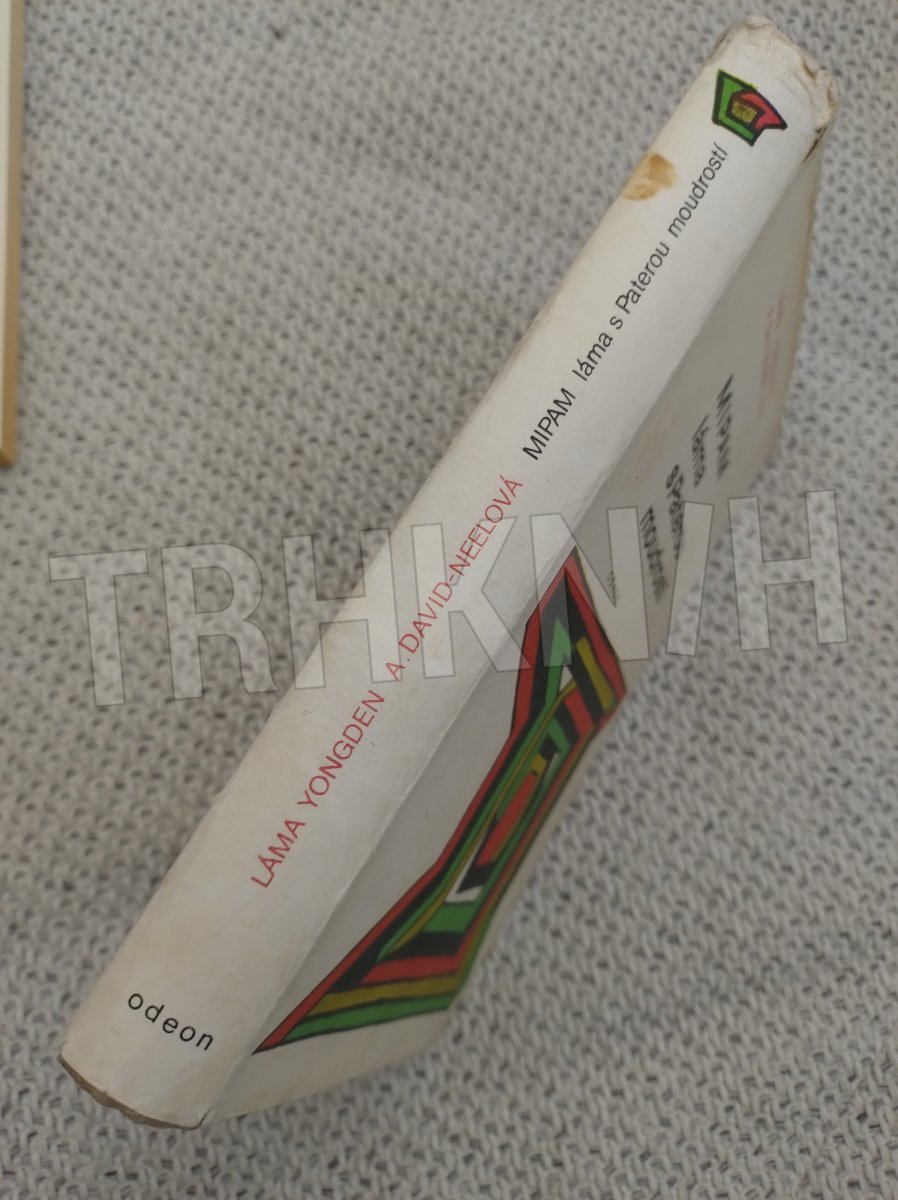 LÁMA YONGDEN A. DAVID-NEELOVÁ MIPAM láma s Paterou moudrostí
odeon
TRHKNIH